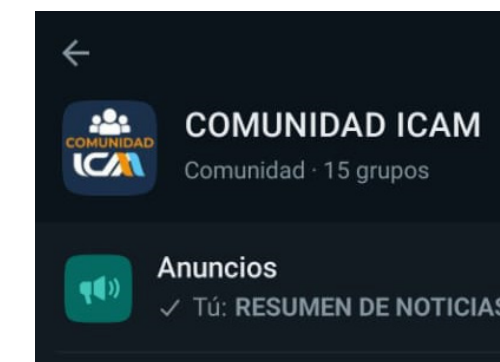 COMUNIDAD
ICAM
COMUNIDAD ICAM
Comunidad · 15 grupos
Anuncios
✓ Tú: RESUMEN DE NOTICIAS